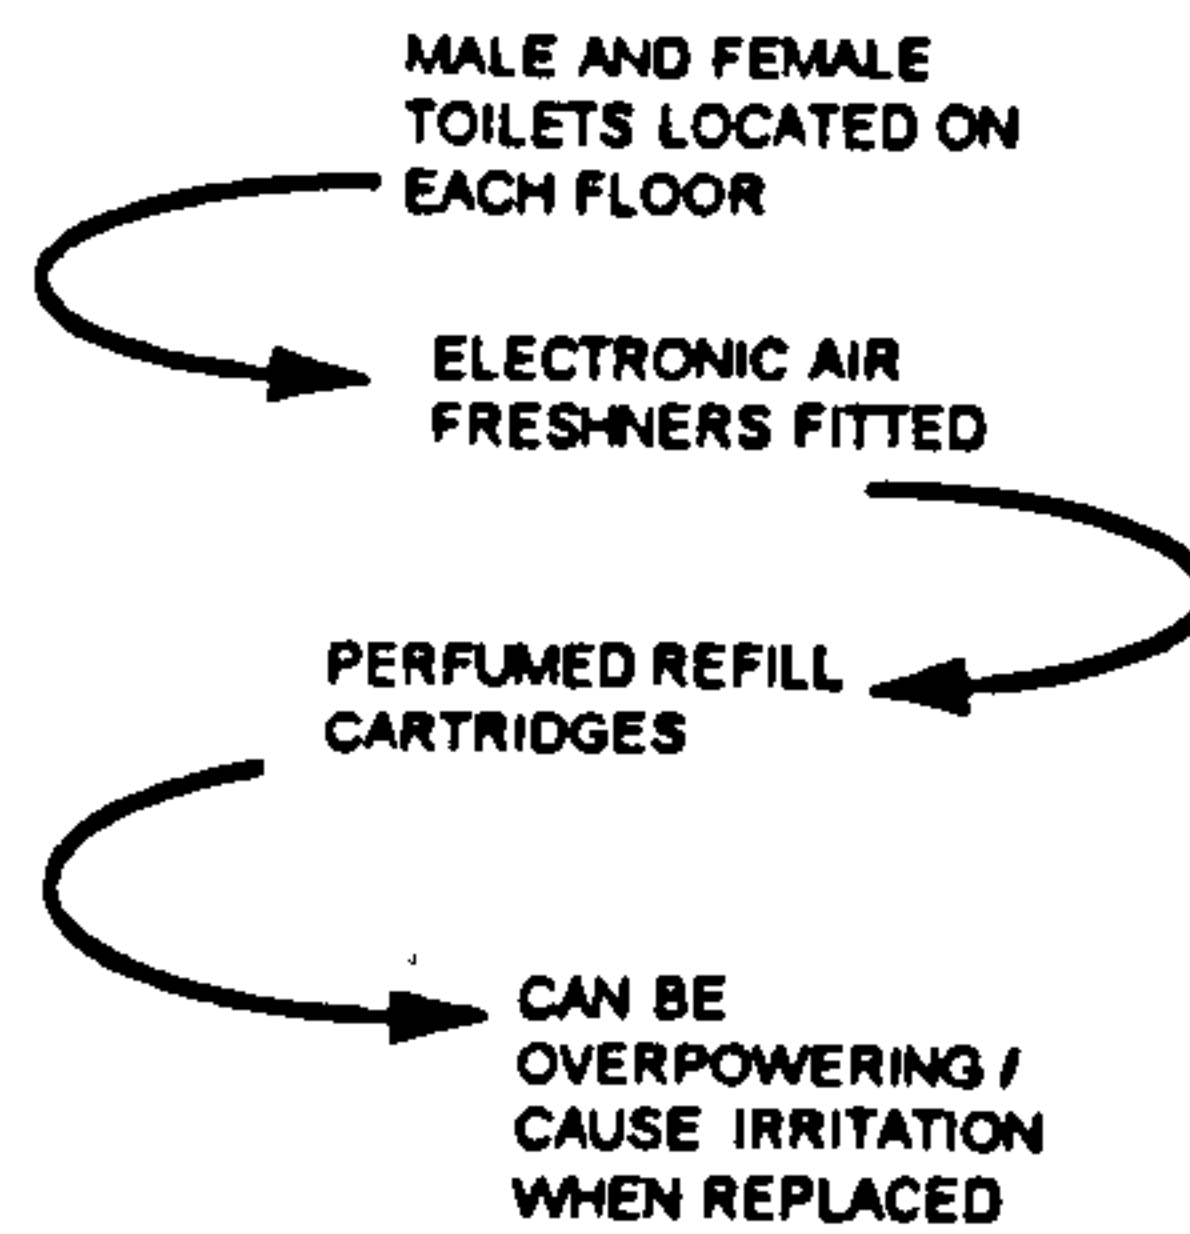 MALE AND FEMALE
TOILETS LOCATED ON
EACH FLOOR
ELECTRONIC AIR
FRESHNERS FITTED
PERFUMED REFILL
CARTRIDGES
CAN BE
OVERPOWERING /
CAUSE IRRITATION
WHEN REPLACED